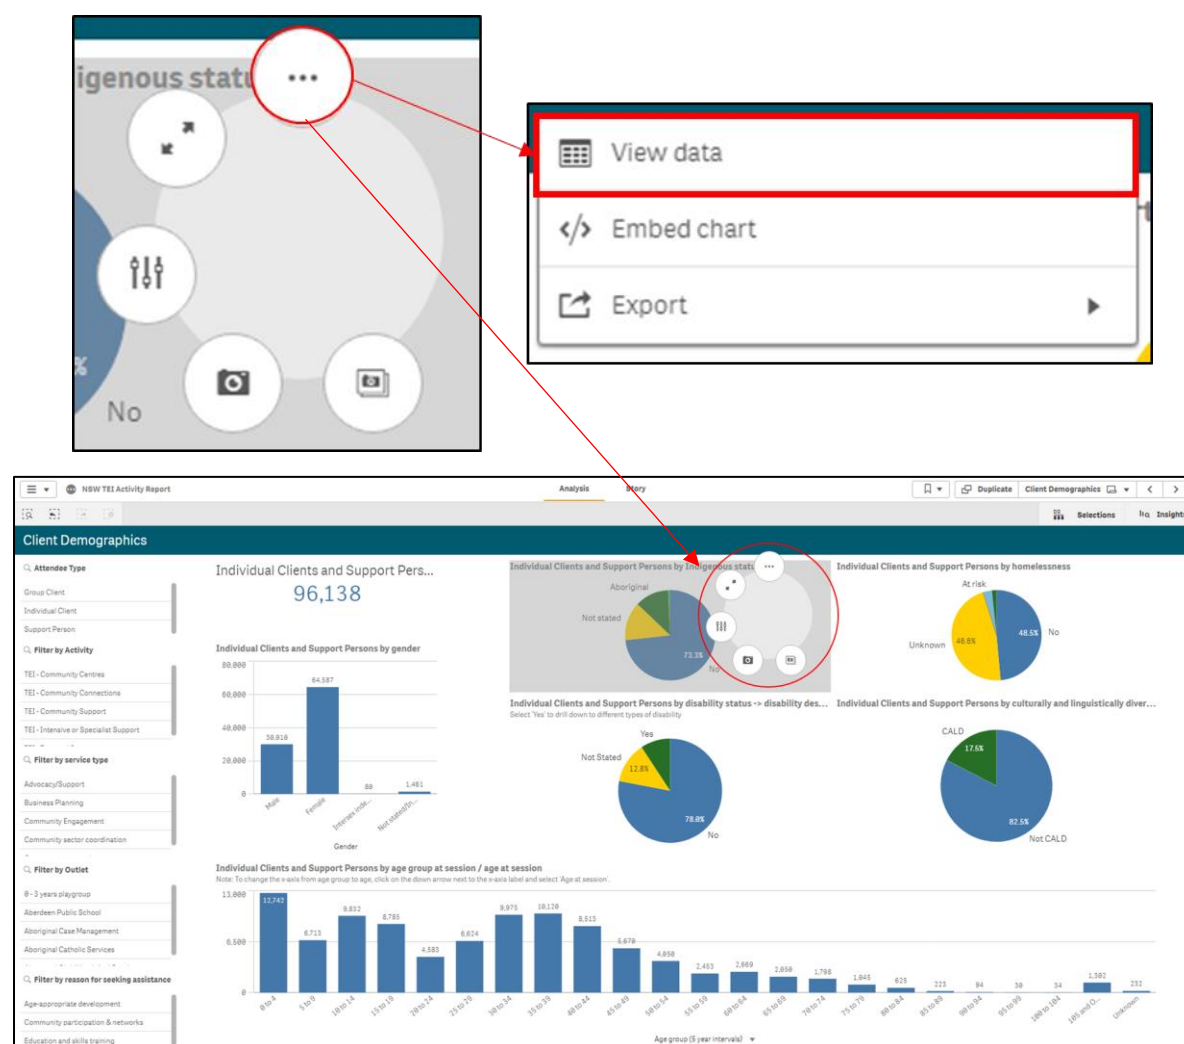 igenous statu
...
View data
Embed chart
Export
%
No
NSW TEI Activity Report
Analysis
Story
Duplicate
Client Demographics
Selections
Insights
Client Demographics
Attendee Type
Group Client
Individual Client
Support Person
Filter by Activity
TEI - Community Centres
TEI - Community Connections
TEI - Community Support
TEI - Intensive or Specialist Support
Filter by service type
Advocacy/Support
Business Planning
Community Engagement
Community sector coordination
Filter by Outlet
0 - 3 years playgroup
Aberdeen Public School
Aboriginal Case Management
Aboriginal Catholic Services
Filter by reason for seeking assistance
Age-appropriate development
Community participation & networks
Education and skills training
Individual Clients and Support Pers...
96,138
Individual Clients and Support Persons by gender
80,000
60,000
40,000
20,000
0
30,010
64,587
80
1,461
Male
Female
Intersex inde...
Not stated/In...
Gender
Individual Clients and Support Persons by Indigenous statu
...
Aboriginal
Not stated
73.3%
No
Individual Clients and Support Persons by homelessness
At risk
Unknown
48.5%
No
Individual Clients and Support Persons by disability status -> disability des...
Select 'Yes' to drill down to different types of disability
Yes
Not Stated
12.8%
78.0%
No
Individual Clients and Support Persons by culturally and linguistically diver...
CALD
17.5%
82.5%
Not CALD
Individual Clients and Support Persons by age group at session / age at session
Note: To change the x-axis from age group to age, click on the down arrow next to the x-axis label and select 'Age at session'.
13,000
6,500
0
12,742
6,713
9,832
8,785
4,583
6,624
9,975
10,120
8,515
5,670
4,050
2,453
2,669
2,050
1,798
1,045
625
223
84
30
34
1,302
232
0 to 4
5 to 9
10 to 14
15 to 19
20 to 24
25 to 29
30 to 34
35 to 39
40 to 44
45 to 49
50 to 54
55 to 59
60 to 64
65 to 69
70 to 74
75 to 79
80 to 84
85 to 89
90 to 94
95 to 99
100 to 104
105 and O...
Unknown
Age group (5 year intervals)